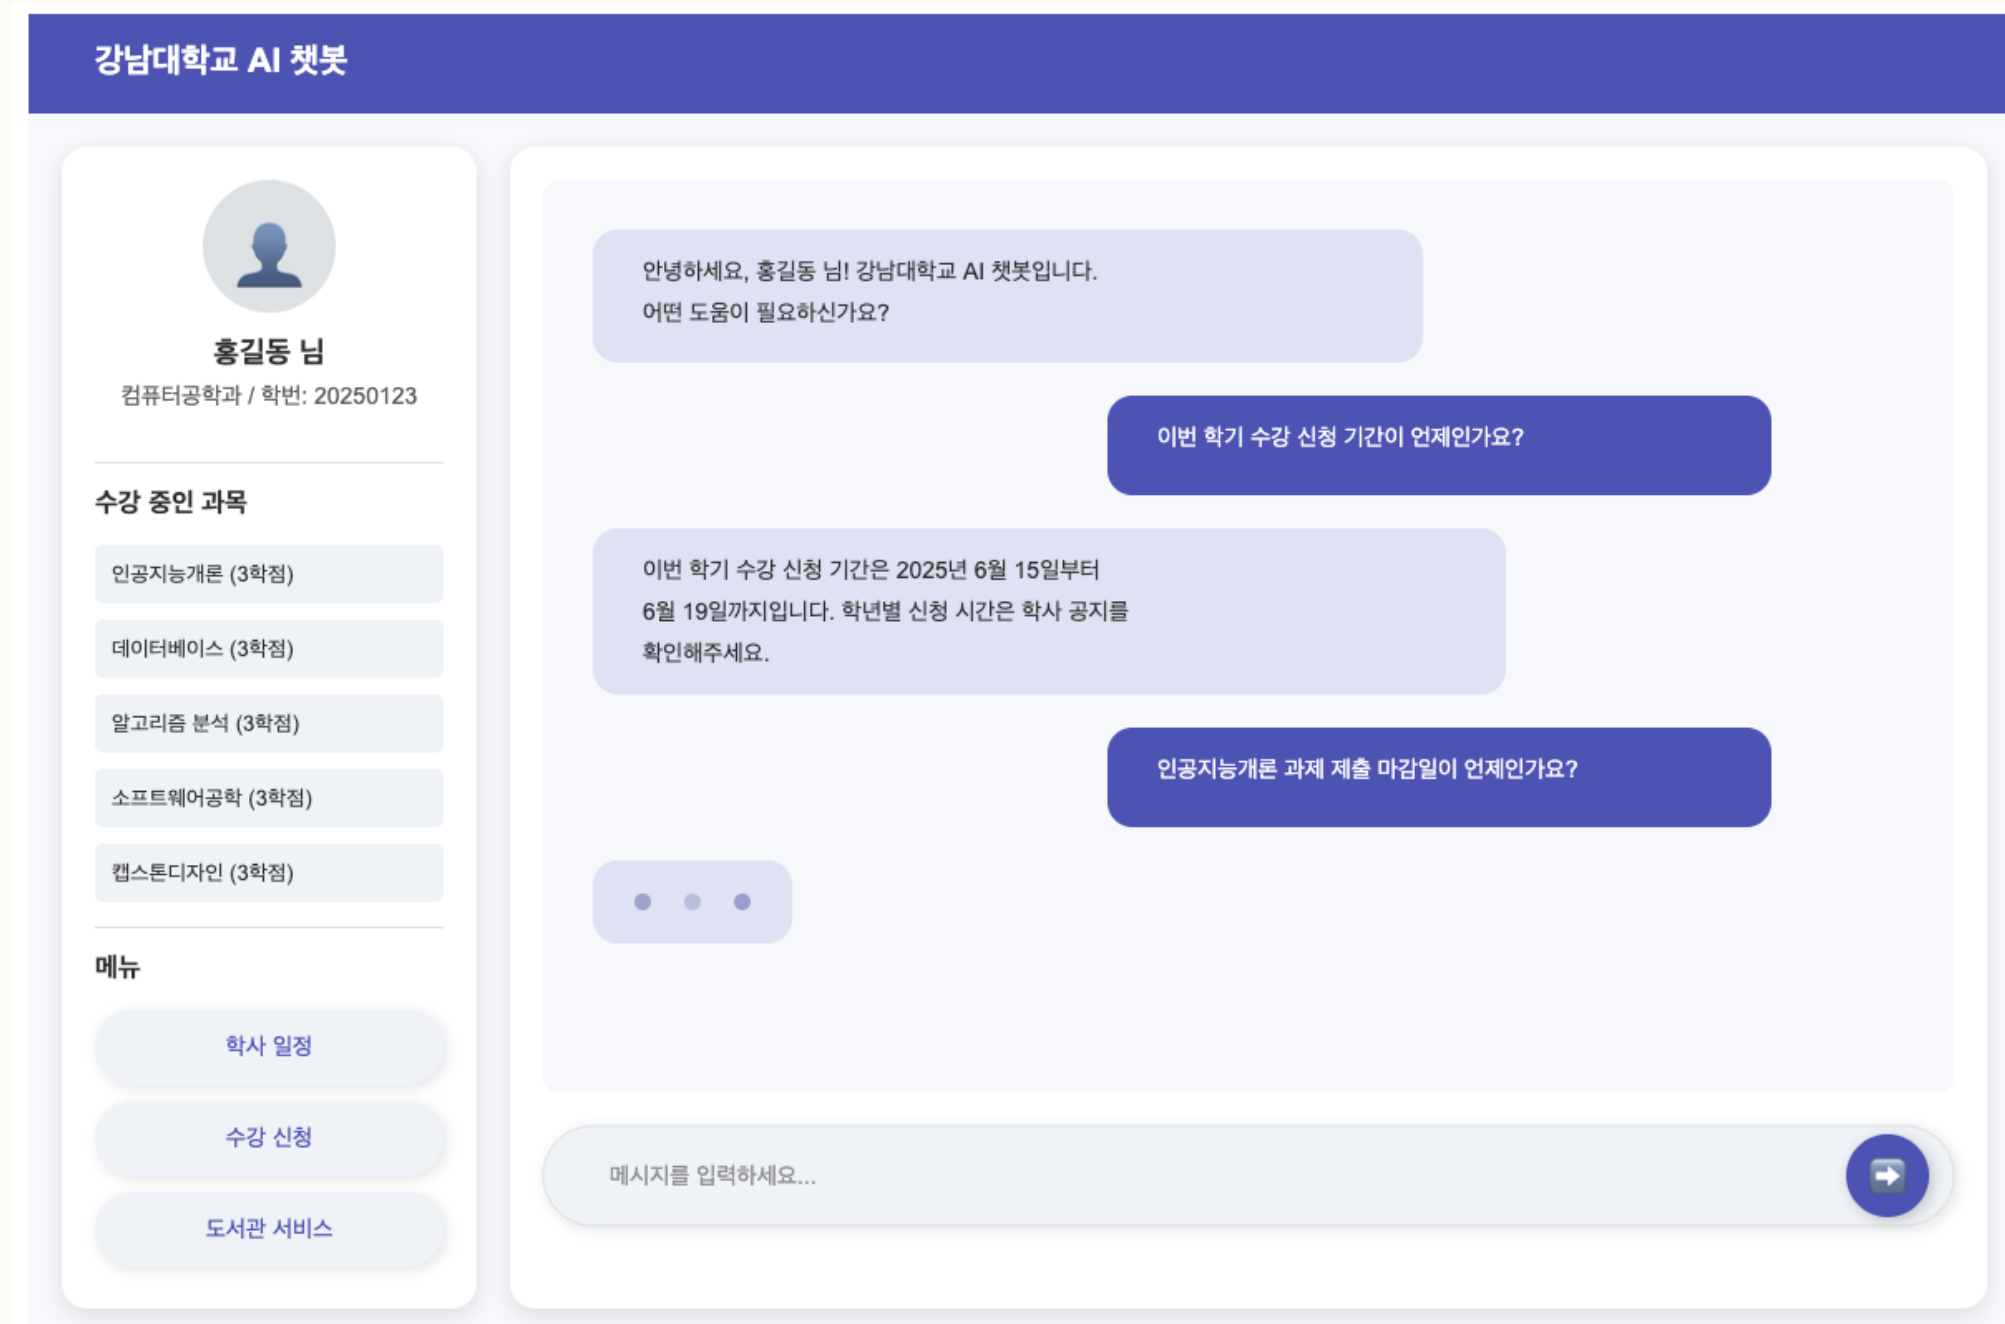 강남대학교 AI 챗봇
홍길동 님
컴퓨터공학과 / 학번: 20250123
수강 중인 과목
인공지능개론 (3학점)
데이터베이스 (3학점)
알고리즘 분석 (3학점)
소프트웨어공학 (3학점)
캡스톤디자인 (3학점)
메뉴
학사 일정
수강 신청
도서관 서비스
안녕하세요, 홍길동 님! 강남대학교 AI 챗봇입니다.
어떤 도움이 필요하신가요?
이번 학기 수강 신청 기간이 언제인가요?
이번 학기 수강 신청 기간은 2025년 6월 15일부터
6월 19일까지입니다. 학년별 신청 시간은 학사 공지를
확인해주세요.
인공지능개론 과제 제출 마감일이 언제인가요?
메시지를 입력하세요...